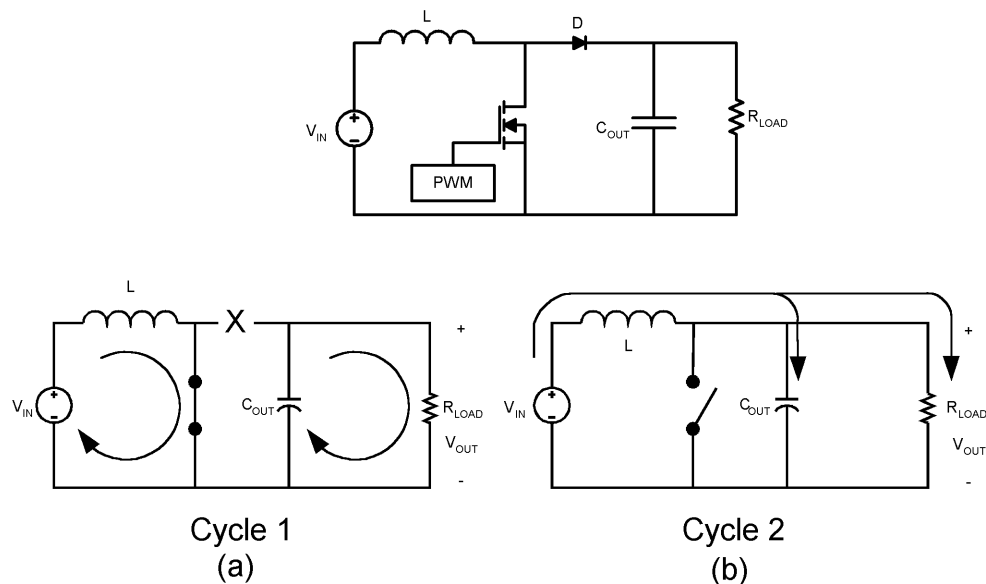 L
D
V_IN
+
–
PWM
C_OUT
R_LOAD
L
X
+
V_IN
+
–
C_OUT
R_LOAD
V_OUT
-
Cycle 1
(a)
L
+
V_IN
+
–
C_OUT
R_LOAD
V_OUT
-
Cycle 2
(b)